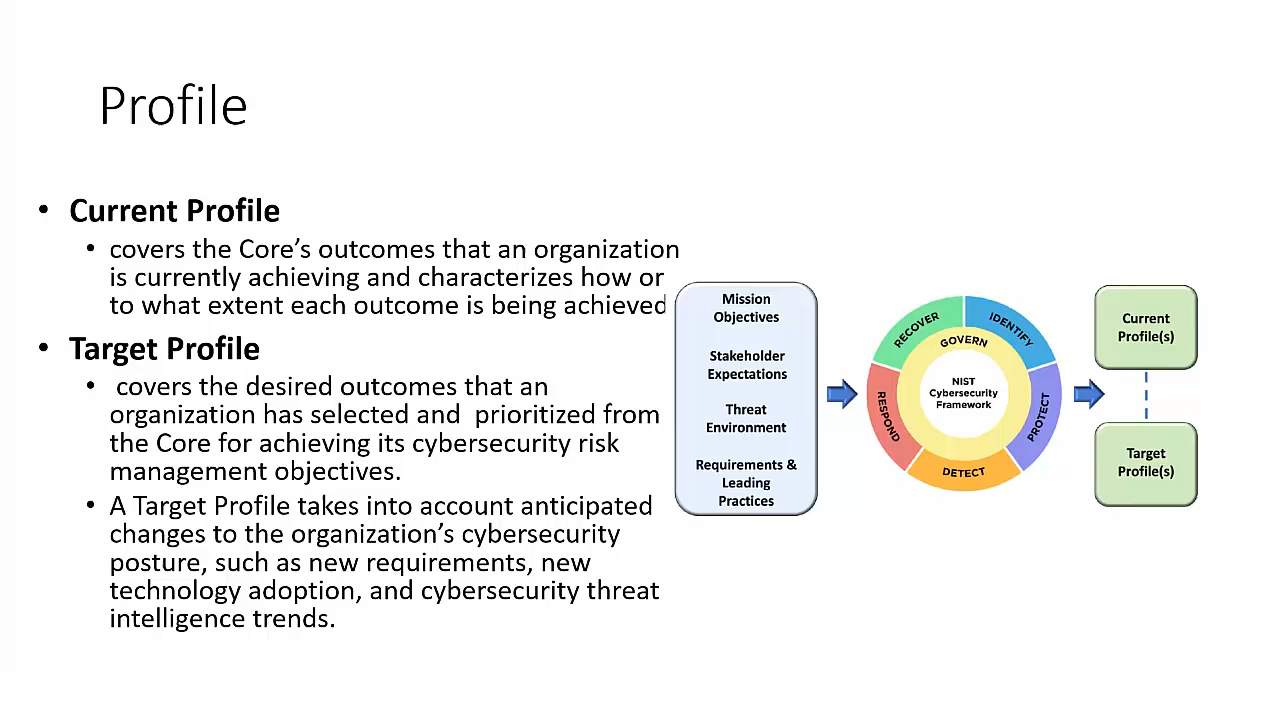 Profile
• Current Profile
• covers the Core’s outcomes that an organization
is currently achieving and characterizes how or
to what extent each outcome is being achieved
• Target Profile
• covers the desired outcomes that an
organization has selected and prioritized from
the Core for achieving its cybersecurity risk
management objectives.
• A Target Profile takes into account anticipated
changes to the organization’s cybersecurity
posture, such as new requirements, new
technology adoption, and cybersecurity threat
intelligence trends.
Mission
Objectives
Stakeholder
Expectations
Threat
Environment
Requirements &
Leading
Practices
RECOVER
IDENTIFY
GOVERN
NIST
Cybersecurity
Framework
RESPOND
PROTECT
DETECT
Current
Profile(s)
Target
Profile(s)